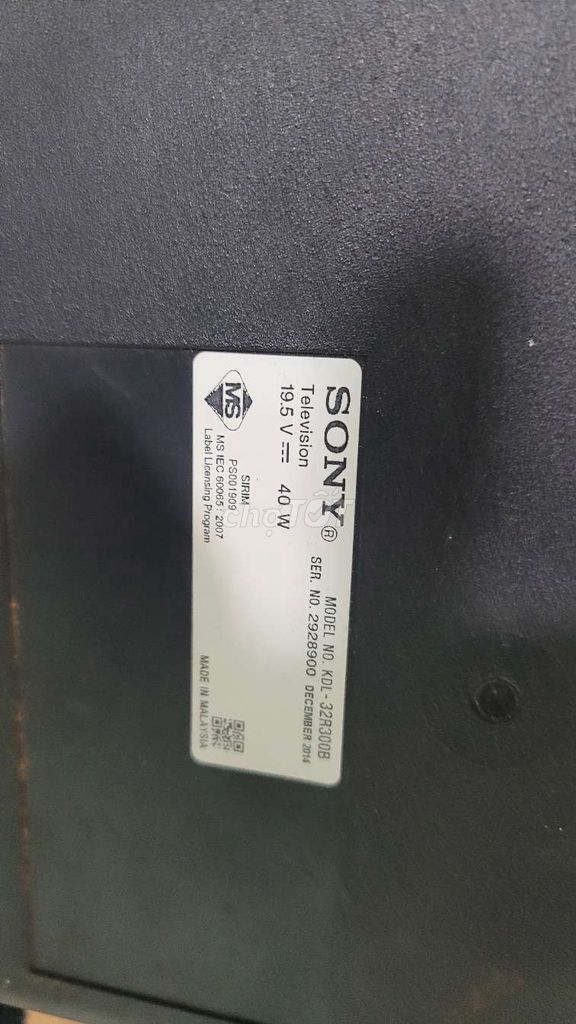 SONY®
MODEL NO. KDL-32R300B
Television
SER. NO. 2928900 DECEMBER 2014
19.5 V ⎓ 40 W
MS
SIRIM
PS001909
MS IEC 60065 : 2007
Label Licensing Program
MADE IN MALAYSIA
chợTỐT